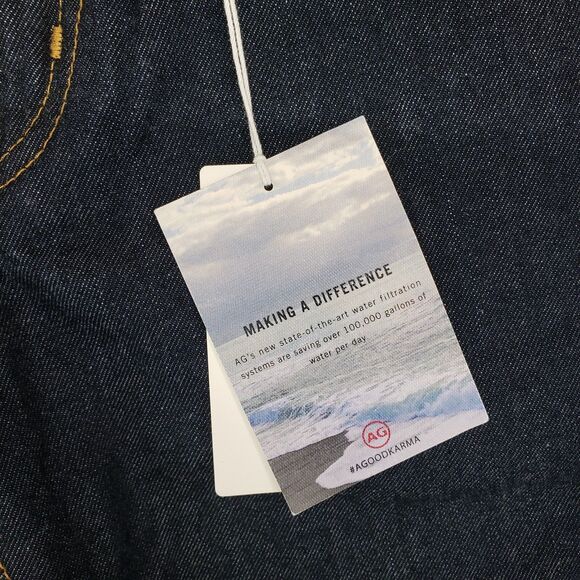 MAKING A DIFFERENCE
AG's new state-of-the-art water filtration
systems are saving over 100,000 gallons of
water per day
AG
#AGOODKARMA